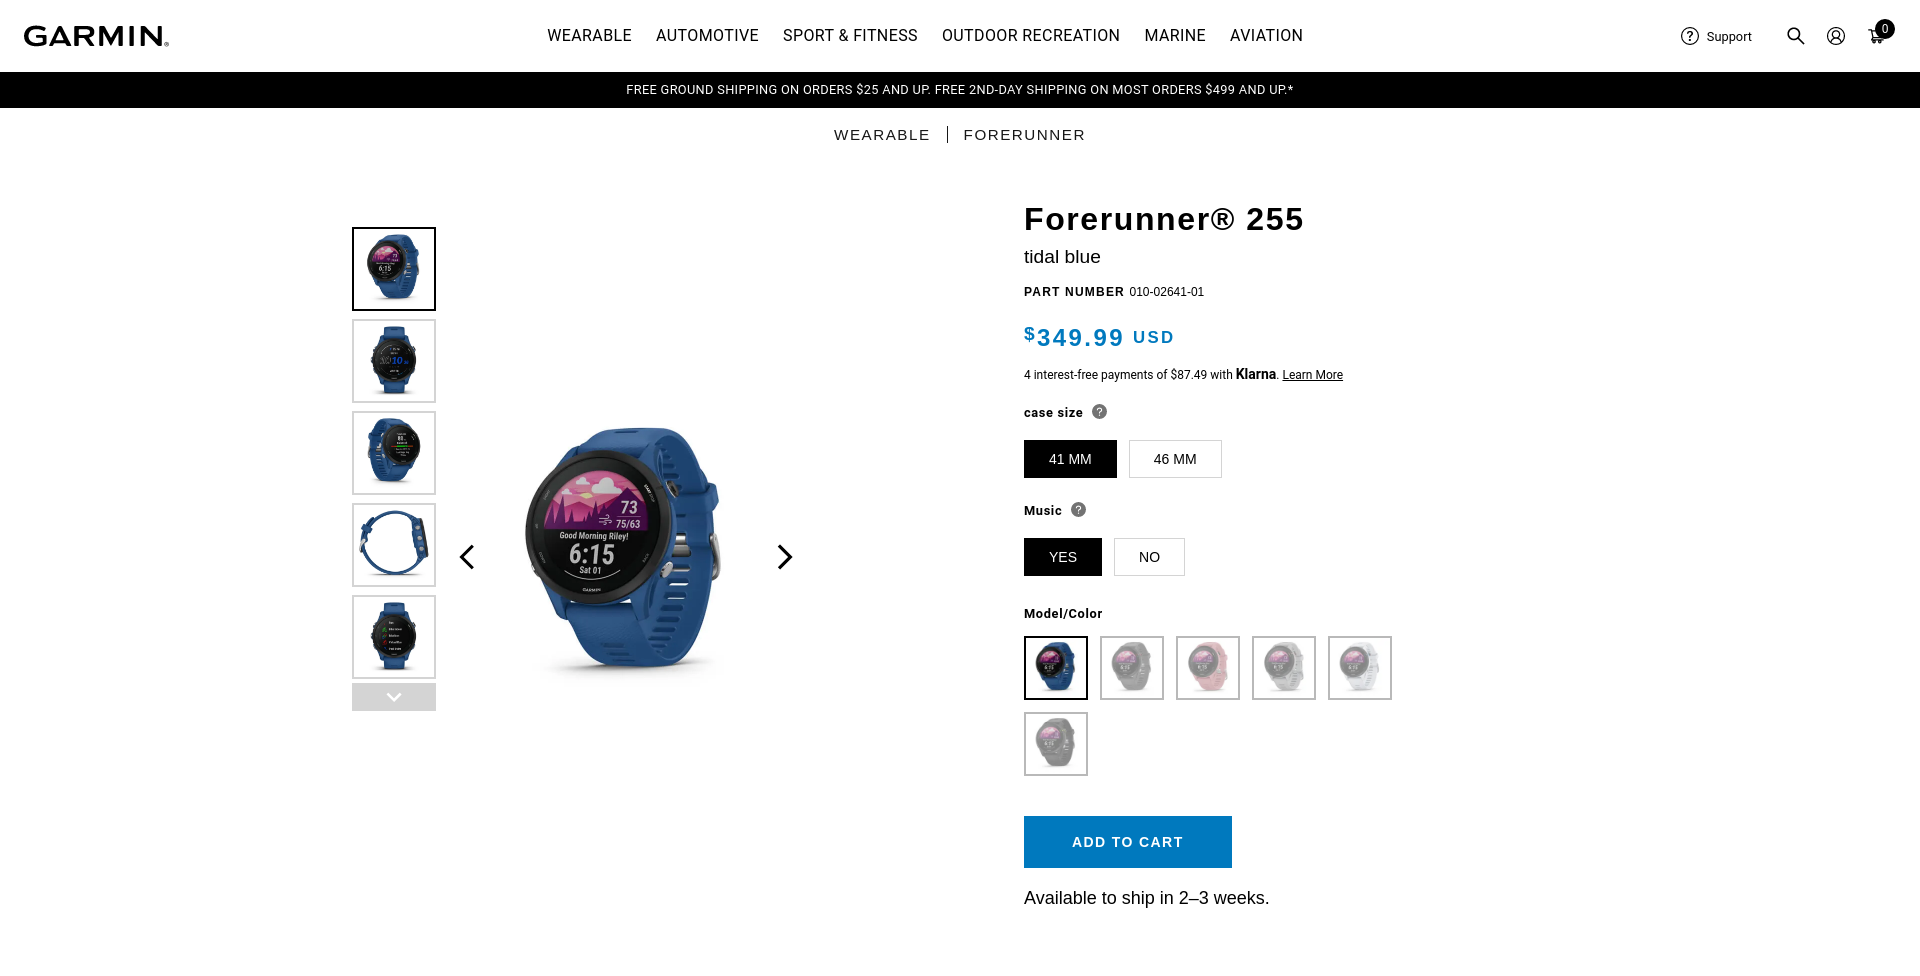 GARMIN®
WEARABLE AUTOMOTIVE SPORT & FITNESS OUTDOOR RECREATION MARINE AVIATION
Support
0
FREE GROUND SHIPPING ON ORDERS $25 AND UP. FREE 2ND-DAY SHIPPING ON MOST ORDERS $499 AND UP.*
WEARABLE FORERUNNER
Forerunner® 255
tidal blue
PART NUMBER 010-02641-01
$349.99 USD
4 interest-free payments of $87.49 with Klarna. Learn More
case size ?
41 MM 46 MM
Music ?
YES NO
Model/Color
ADD TO CART
Available to ship in 2–3 weeks.
73
75/63
Good Morning Riley!
6:15
Sat 01
GARMIN